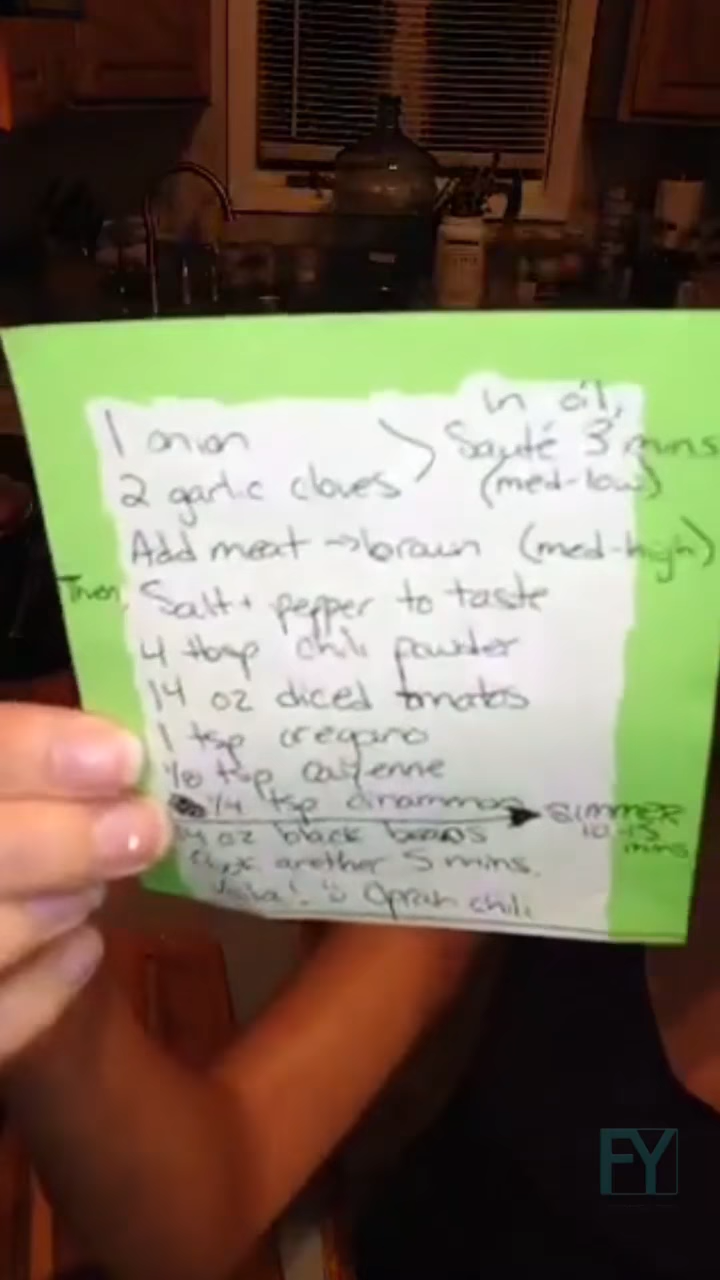 in oil,
1 onion
Sauté 3 mins
2 garlic cloves
(med-low)
Add meat → brown (med-high)
Then, Salt + pepper to taste
4 tbsp chili powder
14 oz diced tomatos
1 tsp oregano
1/8 tsp cayenne
1/4 tsp cinammon
SIMMER
10-15
mins
14 oz black beans
another 5 mins.
Voila! Oprah chili
FY